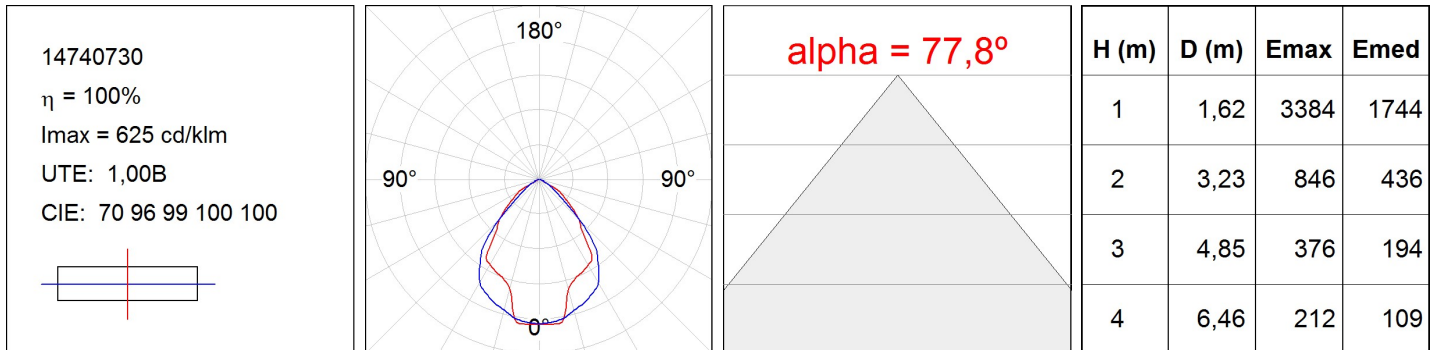 14740730
η = 100%
Imax = 625 cd/klm
UTE: 1,00B
CIE: 70 96 99 100 100
180°
90° 90°
0°
alpha = 77,8º
H (m) D (m) Emax Emed
1 1,62 3384 1744
2 3,23 846 436
3 4,85 376 194
4 6,46 212 109